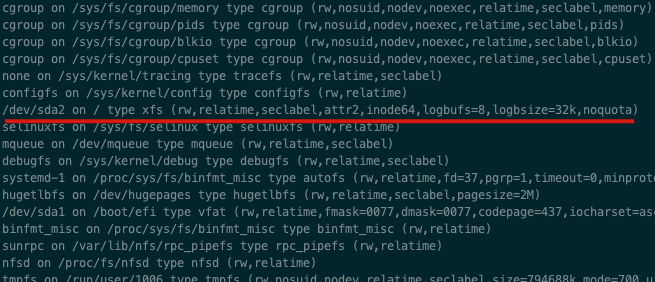 cgroup on /sys/fs/cgroup/memory type cgroup (rw,nosuid,nodev,noexec,relatime,seclabel,memory)
cgroup on /sys/fs/cgroup/pids type cgroup (rw,nosuid,nodev,noexec,relatime,seclabel,pids)
cgroup on /sys/fs/cgroup/blkio type cgroup (rw,nosuid,nodev,noexec,relatime,seclabel,blkio)
cgroup on /sys/fs/cgroup/cpuset type cgroup (rw,nosuid,nodev,noexec,relatime,seclabel,cpuset)
none on /sys/kernel/tracing type tracefs (rw,relatime,seclabel)
configfs on /sys/kernel/config type configfs (rw,relatime)
/dev/sda2 on / type xfs (rw,relatime,seclabel,attr2,inode64,logbufs=8,logbsize=32k,noquota)
selinuxfs on /sys/fs/selinux type selinuxfs (rw,relatime)
mqueue on /dev/mqueue type mqueue (rw,relatime,seclabel)
debugfs on /sys/kernel/debug type debugfs (rw,relatime,seclabel)
systemd-1 on /proc/sys/fs/binfmt_misc type autofs (rw,relatime,fd=37,pgrp=1,timeout=0,minprot
hugetlbfs on /dev/hugepages type hugetlbfs (rw,relatime,seclabel,pagesize=2M)
/dev/sda1 on /boot/efi type vfat (rw,relatime,fmask=0077,dmask=0077,codepage=437,iocharset=asc
binfmt_misc on /proc/sys/fs/binfmt_misc type binfmt_misc (rw,relatime)
sunrpc on /var/lib/nfs/rpc_pipefs type rpc_pipefs (rw,relatime)
nfsd on /proc/fs/nfsd type nfsd (rw,relatime)
tmpfs on /run/user/1006 type tmpfs (rw,nosuid,nodev,relatime,seclabel,size=794688k,mode=700,u